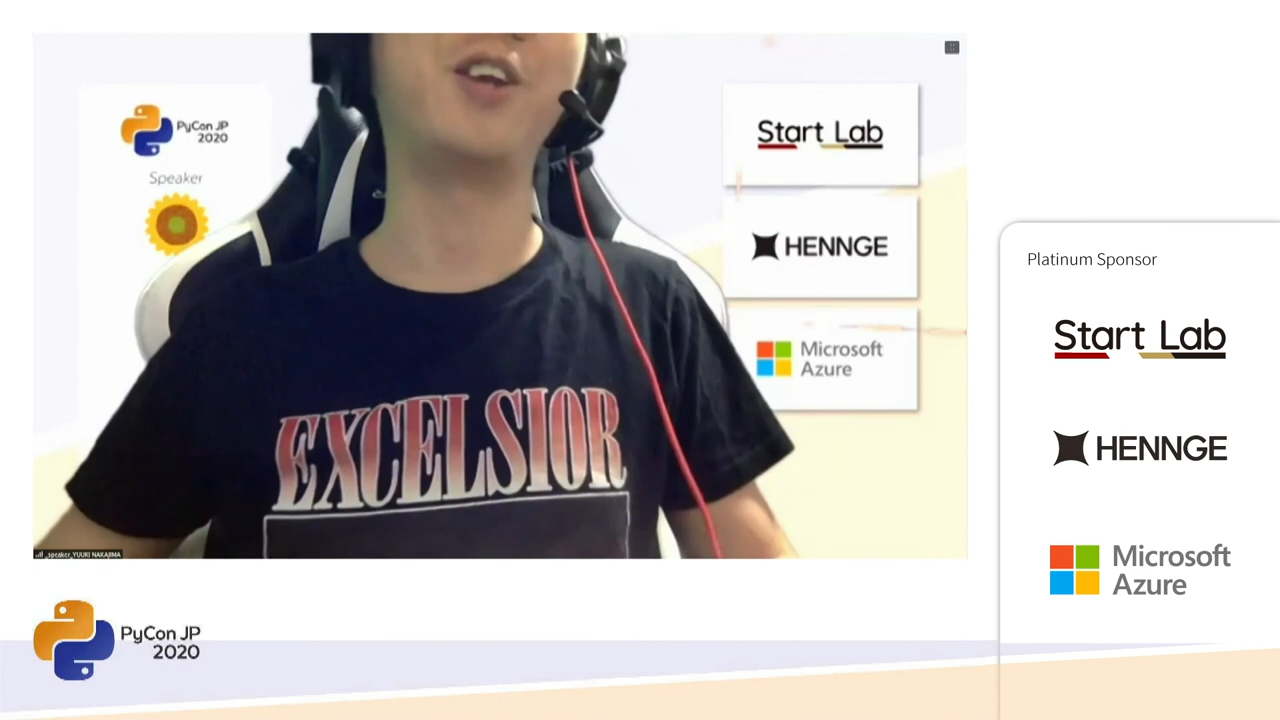 PyCon JP
2020
Speaker
Start Lab
HENNGE
Microsoft
Azure
EXCELSIOR
_speaker_YUUKI NAKAJIMA
Platinum Sponsor
Start Lab
HENNGE
Microsoft
Azure
PyCon JP
2020